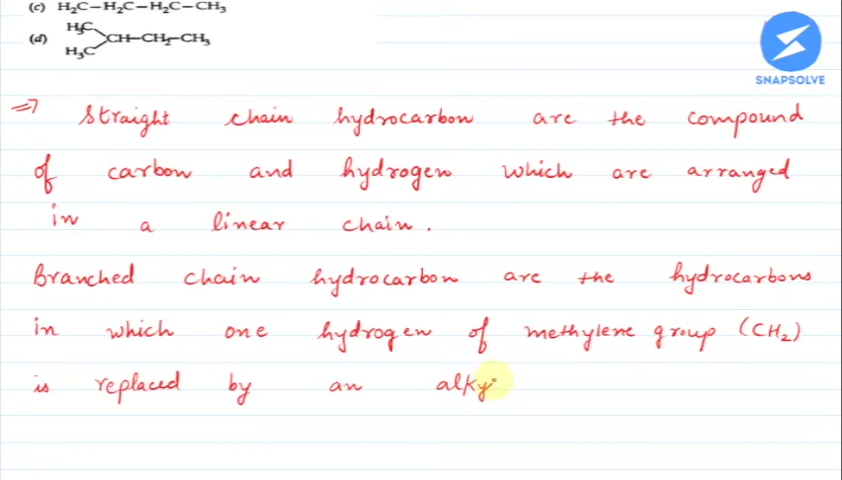 (c) H₂C–H₂C–H₂C–CH₃
(d) H₃C
H₃C CH–CH₂–CH₃
SNAPSOLVE
=> Straight chain hydrocarbon are the compound
of carbon and hydrogen which are arranged
in a linear chain.
Branched chain hydrocarbon are the hydrocarbons
in which one hydrogen of methylene group (CH₂)
is replaced by an alky